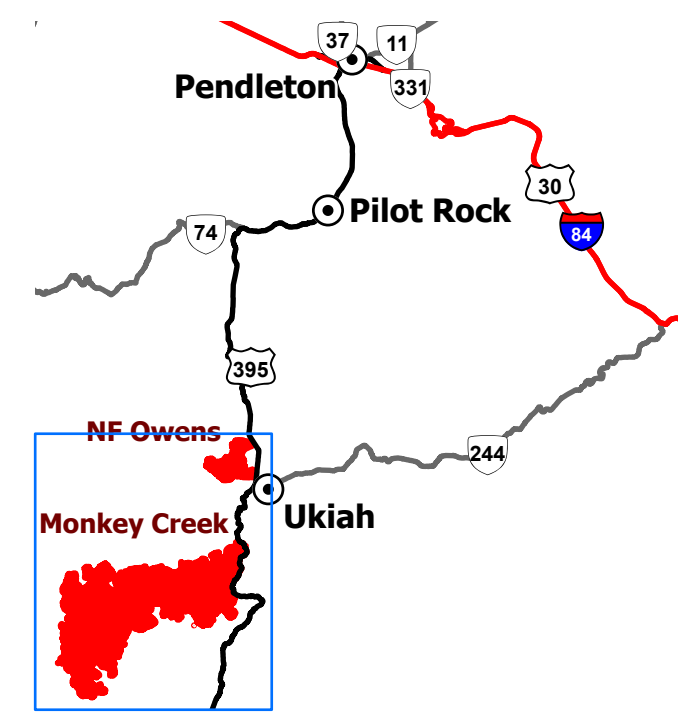 37
11
Pendleton
331
30
Pilot Rock
74
84
395
NF Owens
244
Ukiah
Monkey Creek